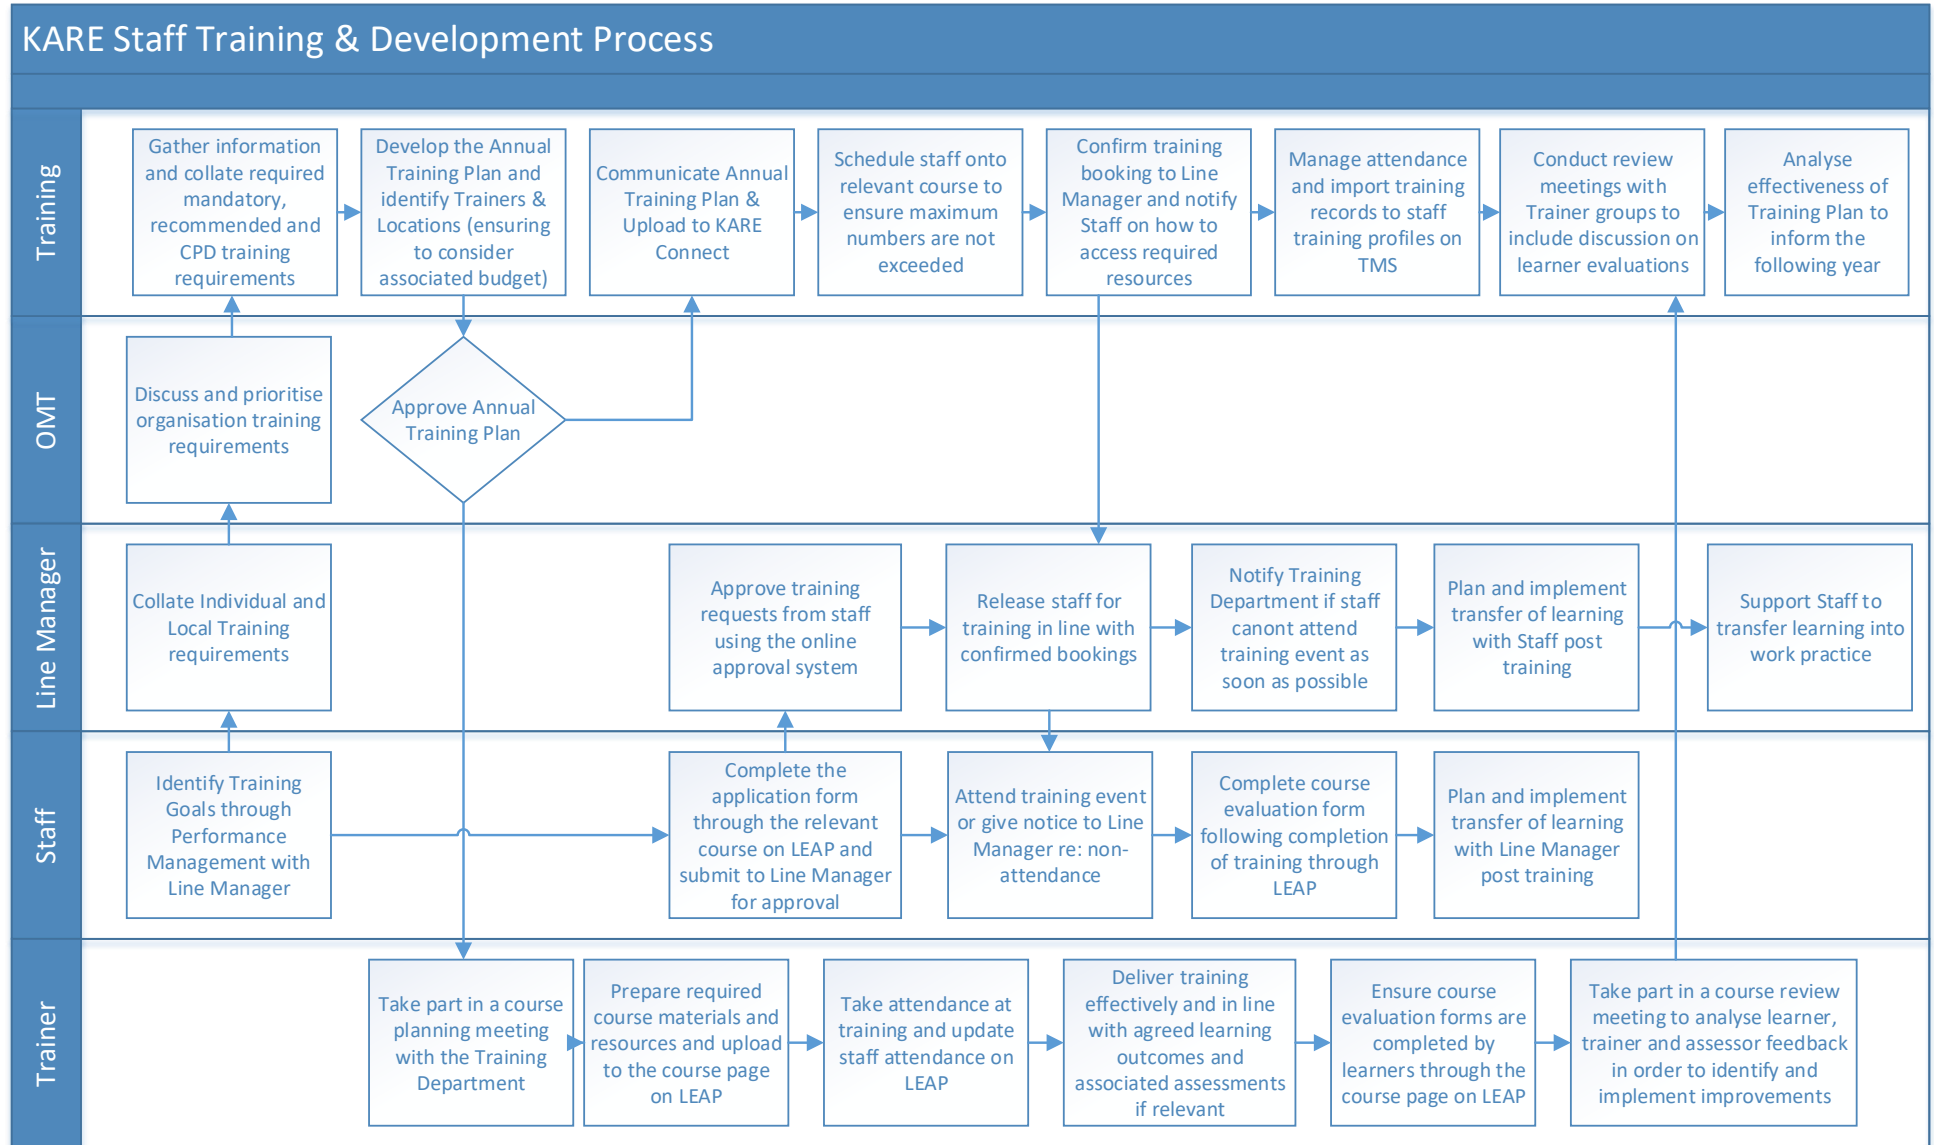 KARE Staff Training & Development Process
Training
Gather information
and collate required
mandatory,
recommended and
CPD training
requirements
Develop the Annual
Training Plan and
identify Trainers &
Locations (ensuring
to consider
associated budget)
Communicate Annual
Training Plan &
Upload to KARE
Connect
Schedule staff onto
relevant course to
ensure maximum
numbers are not
exceeded
Confirm training
booking to Line
Manager and notify
Staff on how to
access required
resources
Manage attendance
and import training
records to staff
training profiles on
TMS
Conduct review
meetings with
Trainer groups to
include discussion on
learner evaluations
Analyse
effectiveness of
Training Plan to
inform the
following year
OMT
Discuss and prioritise
organisation training
requirements
Approve Annual
Training Plan
Line Manager
Collate Individual and
Local Training
requirements
Approve training
requests from staff
using the online
approval system
Release staff for
training in line with
confirmed bookings
Notify Training
Department if staff
canont attend
training event as
soon as possible
Plan and implement
transfer of learning
with Staff post
training
Support Staff to
transfer learning into
work practice
Staff
Identify Training
Goals through
Performance
Management with
Line Manager
Complete the
application form
through the relevant
course on LEAP and
submit to Line Manager
for approval
Attend training event
or give notice to Line
Manager re: non-
attendance
Complete course
evaluation form
following completion
of training through
LEAP
Plan and implement
transfer of learning
with Line Manager
post training
Trainer
Take part in a course
planning meeting
with the Training
Department
Prepare required
course materials and
resources and upload
to the course page
on LEAP
Take attendance at
training and update
staff attendance on
LEAP
Deliver training
effectively and in line
with agreed learning
outcomes and
associated assessments
if relevant
Ensure course
evaluation forms are
completed by
learners through the
course page on LEAP
Take part in a course review
meeting to analyse learner,
trainer and assessor feedback
in order to identify and
implement improvements